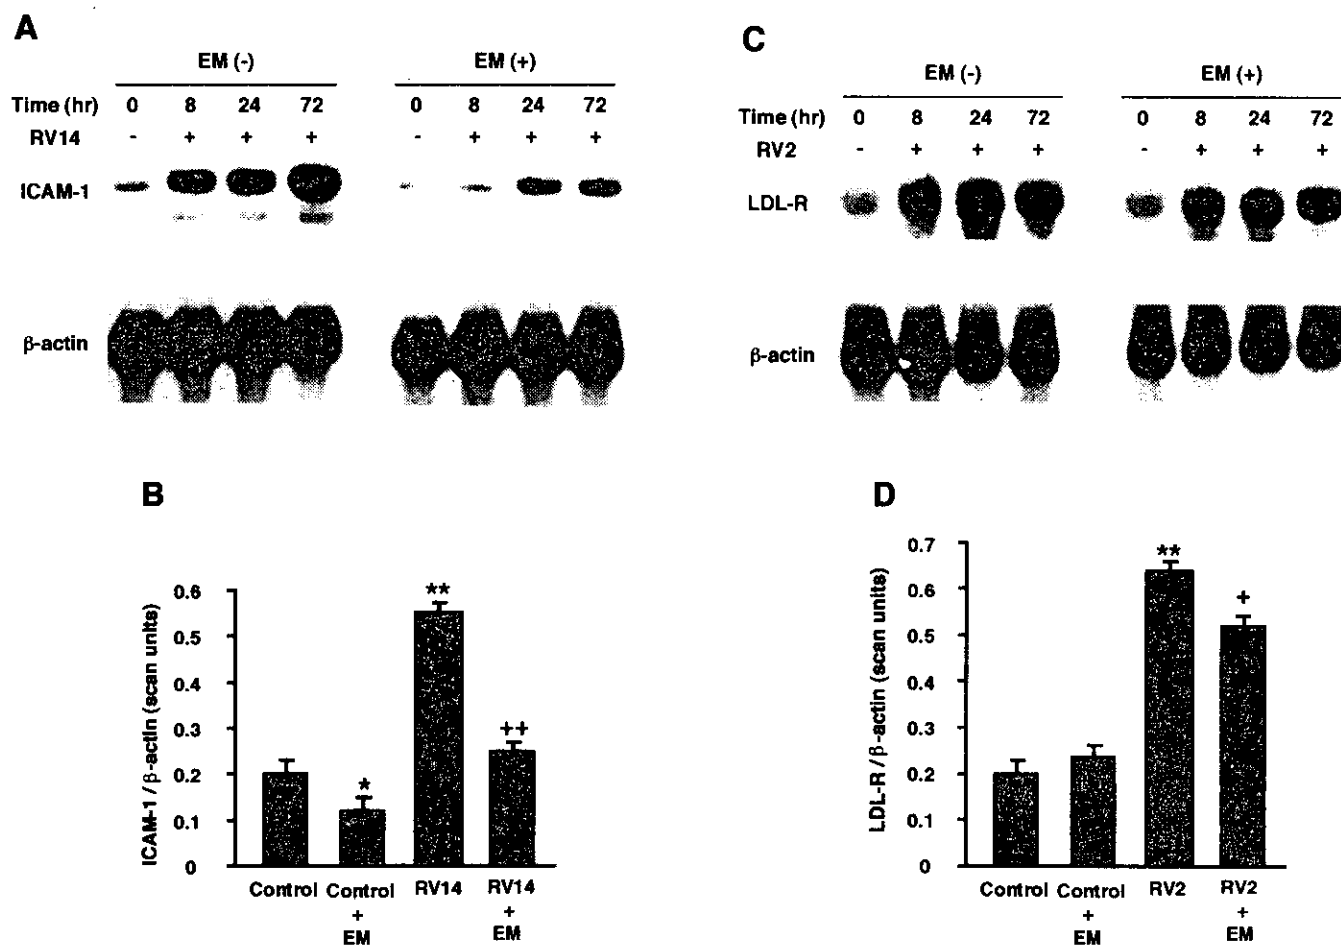 A
EM (-)
EM (+)
Time (hr) 0 8 24 72 0 8 24 72
RV14 - + + + - + + +
ICAM-1
β-actin
C
EM (-)
EM (+)
Time (hr) 0 8 24 72 0 8 24 72
RV2 - + + + - + + +
LDL-R
β-actin
B
ICAM-1 / β-actin (scan units)
0.6
0.5
0.4
0.3
0.2
0.1
0
*
**
++
Control Control + EM RV14 RV14 + EM
D
LDL-R / β-actin (scan units)
0.7
0.6
0.5
0.4
0.3
0.2
0.1
0
**
+
Control Control + EM RV2 RV2 + EM